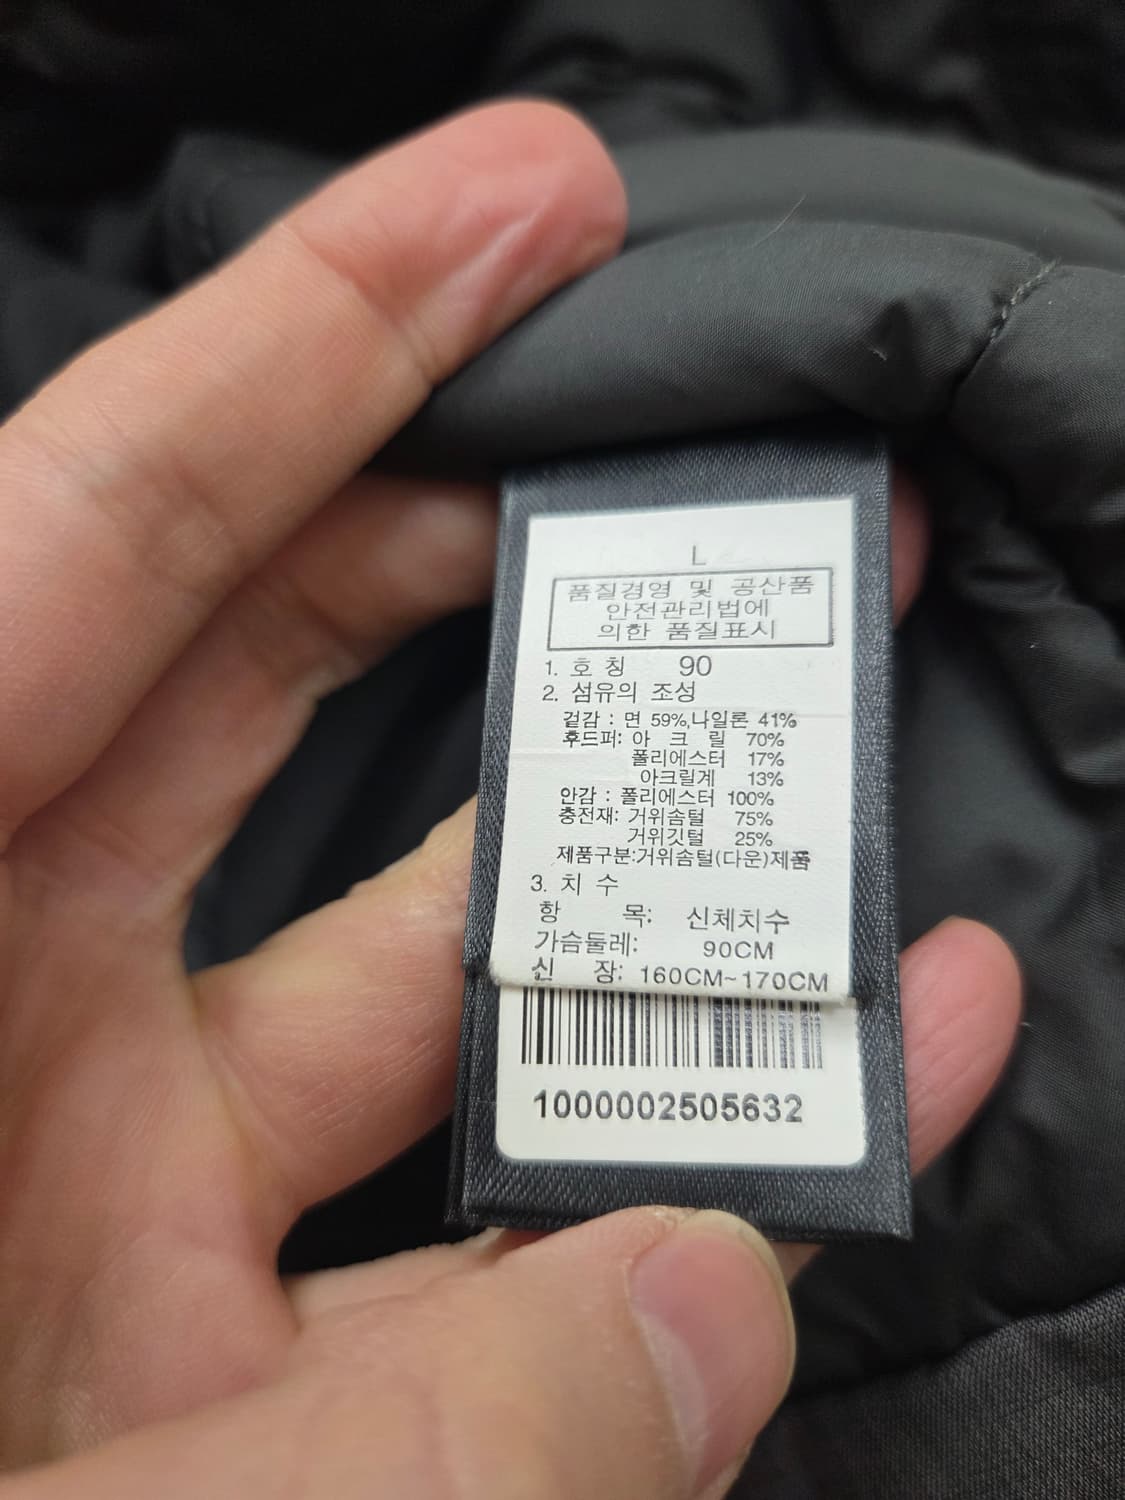 L
품질경영 및 공산품
안전관리법에
의한 품질표시
1. 호 칭 90
2. 섬유의 조성
겉감 : 면 59%,나일론 41%
후드퍼: 아 크 릴 70%
폴리에스터 17%
아크릴계 13%
안감 : 폴리에스터 100%
충전재: 거위솜털 75%
거위깃털 25%
제품구분:거위솜털(다운)제품
3. 치 수
항 목: 신체치수
가슴둘레: 90CM
신 장: 160CM~170CM
1000002505632